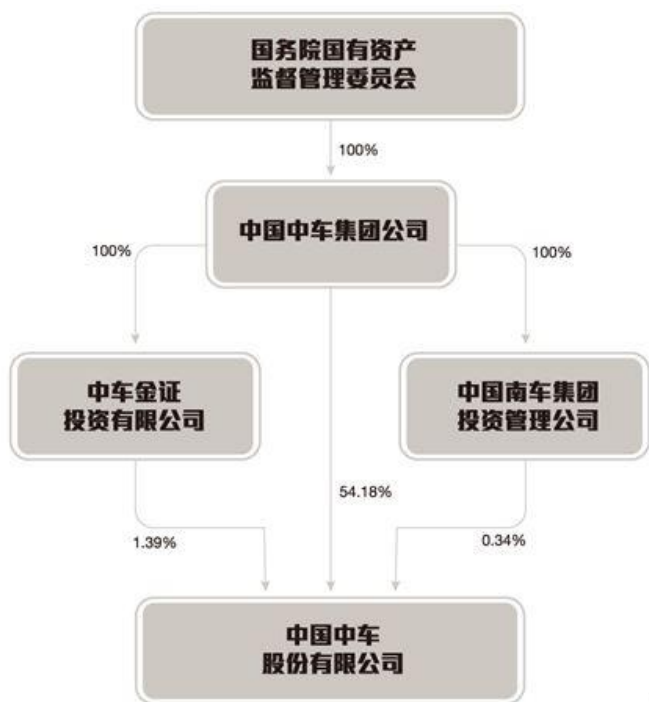 国务院国有资产
监督管理委员会
100%
中国中车集团公司
100%
100%
中车金证
投资有限公司
中国南车集团
投资管理公司
54.18%
1.39%
0.34%
中国中车
股份有限公司